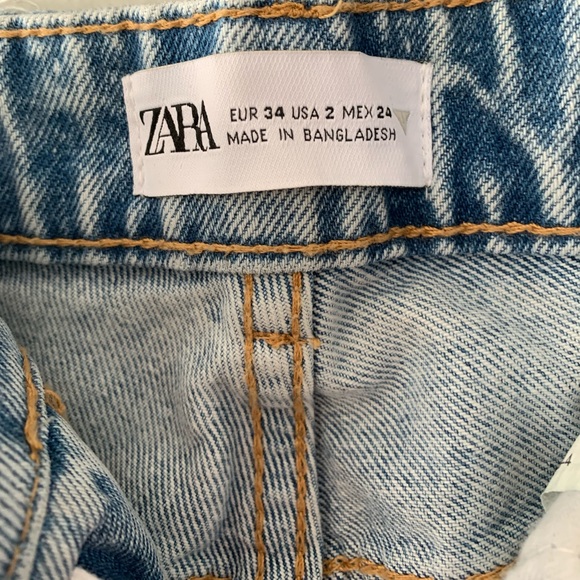 ZARA
EUR 34 USA 2 MEX 24
MADE IN BANGLADESH